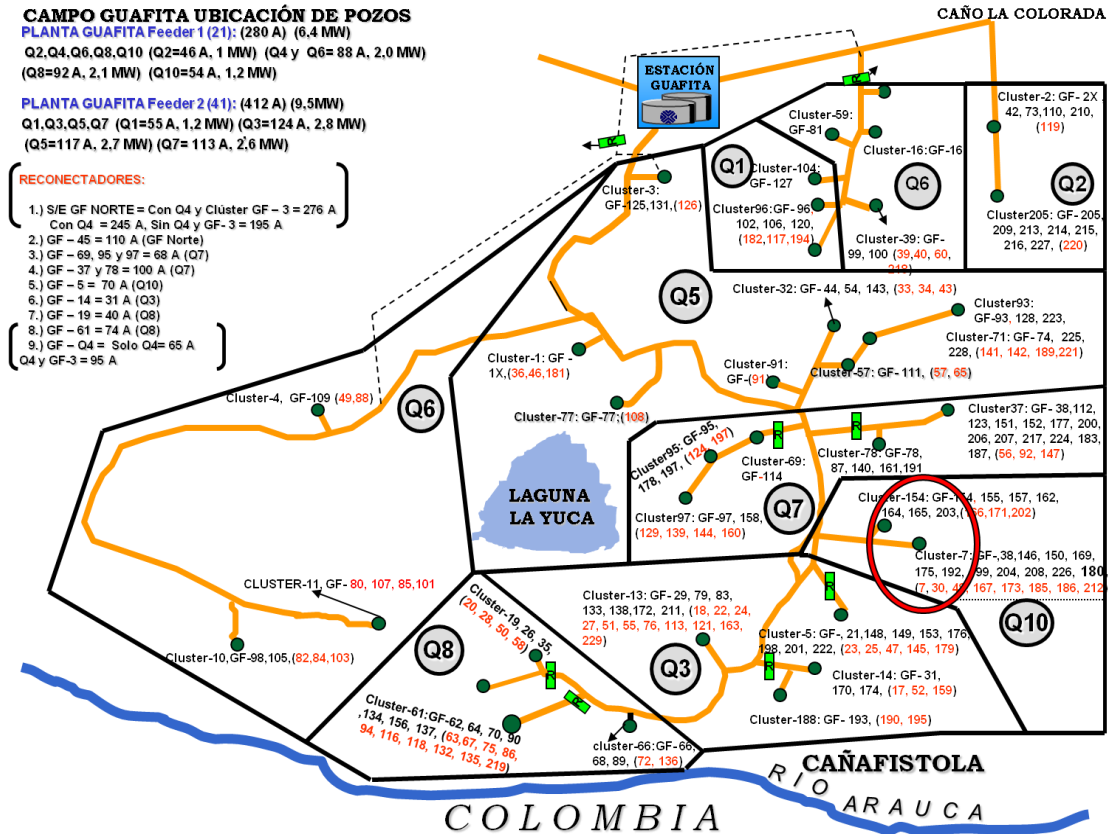 CAMPO GUAFITA UBICACIÓN DE POZOS
PLANTA GUAFITA Feeder 1 (21): (280 A) (6,4 MW)
Q2,Q4,Q6,Q8,Q10 (Q2=46 A, 1 MW) (Q4 y Q6= 88 A, 2,0 MW)
(Q8=92 A, 2,1 MW) (Q10=54 A, 1,2 MW)
PLANTA GUAFITA Feeder 2 (41): (412 A) (9,5MW)
Q1,Q3,Q5,Q7 (Q1=55 A, 1,2 MW) (Q3=124 A, 2,8 MW)
(Q5=117 A, 2,7 MW) (Q7= 113 A, 2,6 MW)
RECONECTADORES:
1.) S/E GF NORTE = Con Q4 y Clúster GF – 3 = 276 A
Con Q4 = 245 A, Sin Q4 y GF- 3 = 195 A
2.) GF – 45 = 110 A (GF Norte)
3.) GF – 69, 95 y 97 = 68 A (Q7)
4.) GF – 37 y 78 = 100 A (Q7)
5.) GF – 5 = 70 A (Q10)
6.) GF – 14 = 31 A (Q3)
7.) GF – 19 = 40 A (Q8)
8.) GF – 61 = 74 A (Q8)
9.) GF – Q4 = Solo Q4= 65 A
Q4 y GF-3 = 95 A
CAÑO LA COLORADA
ESTACIÓN
GUAFITA
R
R
Cluster-59:
GF-81
Cluster-2: GF- 2X ,
42, 73,110, 210,
(119)
Cluster-16:GF-16
Q1
Cluster-104:
GF-127
Q6
Q2
Cluster-3:
GF-125,131,(126)
Cluster96: GF-96,
102, 106, 120,
(182,117,194)
Cluster-39: GF-
99, 100 (39,40, 60,
218)
Cluster205: GF-205,
209, 213, 214, 215,
216, 227, (220)
Q5
Cluster-32: GF-44, 54, 143, (33, 34, 43)
Cluster93:
GF-93, 128, 223,
Cluster-71: GF-74, 225,
228, (141, 142, 189,221)
Cluster-57: GF-111, (57, 65)
Cluster-1: GF -
1X,(36,46,181)
Cluster-91:
GF-(91)
Cluster-4, GF-109 (49,88)
Q6
Cluster-77: GF-77;(108)
Cluster37: GF- 38,112,
123, 151, 152, 177, 200,
206, 207, 217, 224, 183,
187, (56, 92, 147)
R
R
Cluster95: GF-95,
178, 197, (124, 197)
Cluster-69:
GF-114
Cluster-78: GF-78,
87, 140, 161,191
LAGUNA
LA YUCA
Q7
Cluster97: GF-97, 158,
(129, 139, 144, 160)
Cluster-154: GF-154, 155, 157, 162,
164, 165, 203,(166,171,202)
Cluster-7: GF-,38,146, 150, 169,
175, 192, 199, 204, 208, 226, 180,
(7, 30, 167, 173, 185, 186, 212)
Q10
CLUSTER-11, GF- 80, 107, 85,101
Cluster-10,GF-98,105,(82,84,103)
Cluster-19, 26, 35,
(20, 28, 50, 58)
Q8
R
R
Cluster-13: GF-29, 79, 83,
133, 138,172, 211, (18, 22, 24,
27, 51, 55, 76, 113, 121, 163,
229)
R
Cluster-5: GF-, 21,148, 149, 153, 176,
198, 201, 222, (23, 25, 47, 145, 179)
Q3
R
Cluster-14: GF-31,
170, 174, (17, 52, 159)
Cluster-188: GF- 193, (190, 195)
Cluster-61:GF-62, 64, 70, 90
,134, 156, 137, (63,67, 75, 86,
94, 116, 118, 132, 135, 219)
cluster-66:GF-66,
68, 89, (72, 136)
CAÑAFISTOLA
RIO ARAUCA
COLOMBIA